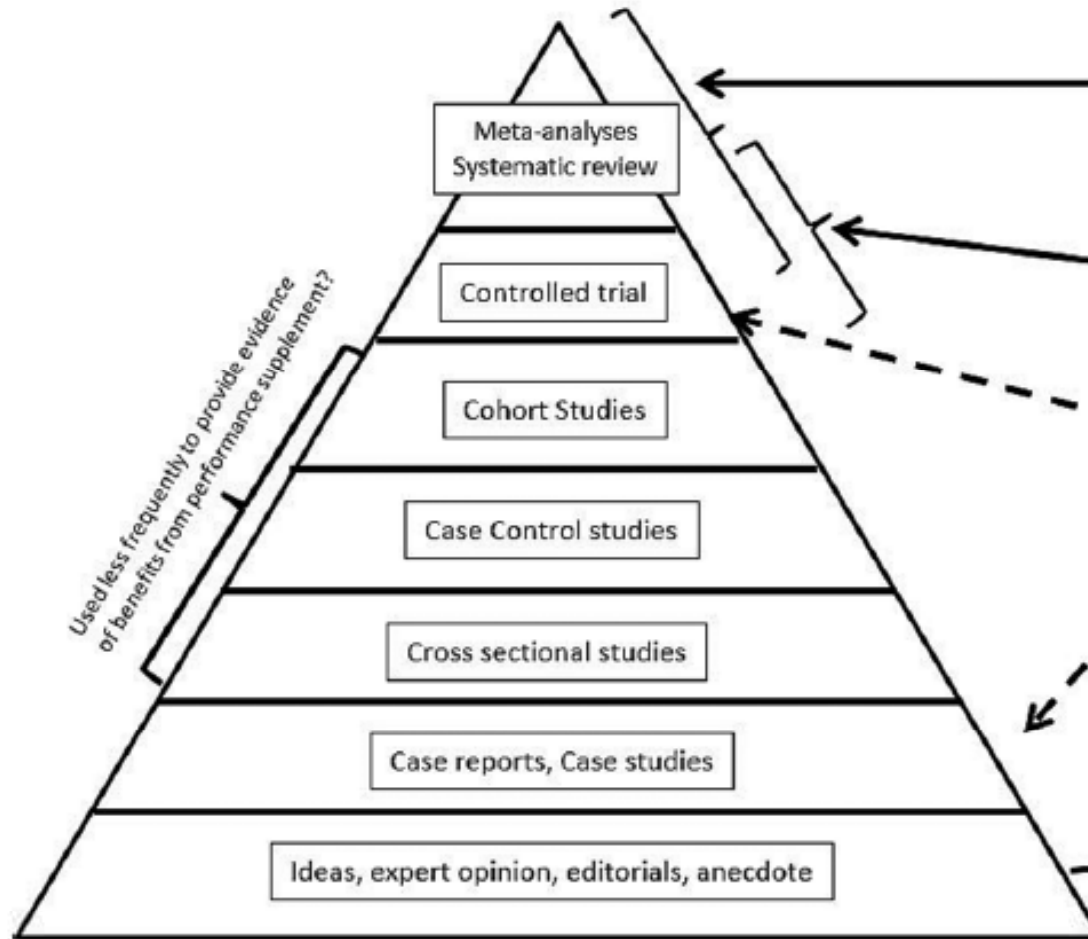 Meta-analyses
Systematic review
Controlled trial
Used less frequently to provide evidence
of benefits from performance supplement?
Cohort Studies
Case Control studies
Cross sectional studies
Case reports, Case studies
Ideas, expert opinion, editorials, anecdote